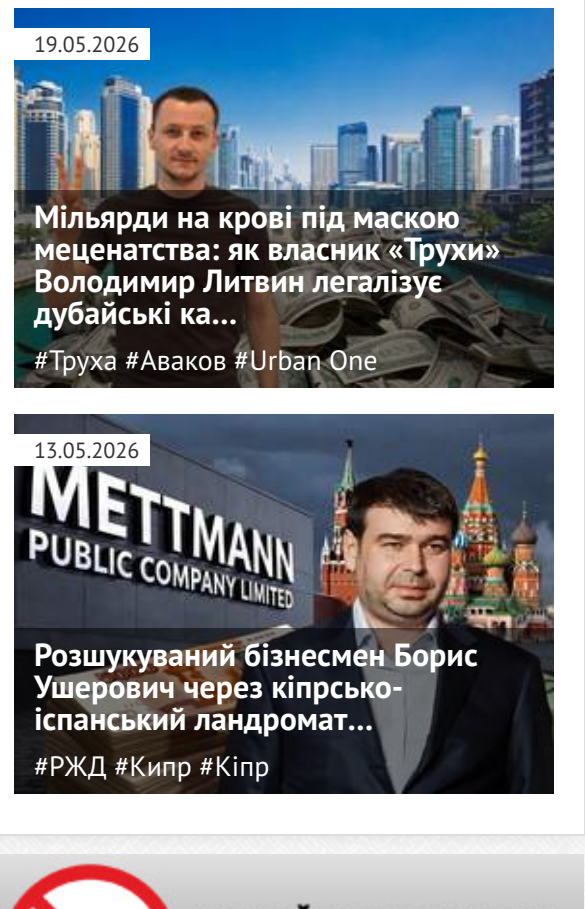 19.05.2026
Мільярди на крові під маскою
меценатства: як власник «Трухи»
Володимир Литвин легалізує
дубайські ка...
#Труха #Аваков #Urban One
13.05.2026
METTMANN
PUBLIC COMPANY LIMITED
Розшукуваний бізнесмен Борис
Ушерович через кіпрсько-
іспанський ландромат...
#РЖД #Кипр #Кіпр